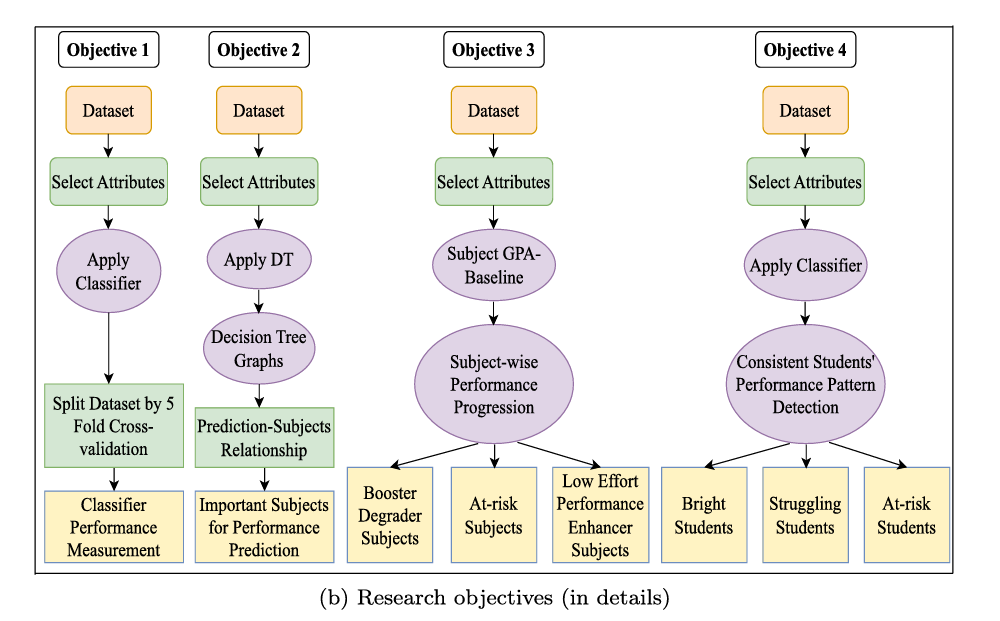 Objective 1
Objective 2
Objective 3
Objective 4
Dataset
Dataset
Dataset
Dataset
Select Attributes
Select Attributes
Select Attributes
Select Attributes
Apply
Classifier
Apply DT
Subject GPA-
Baseline
Apply Classifier
Decision Tree
Graphs
Subject-wise
Performance
Progression
Consistent Students'
Performance Pattern
Detection
Split Dataset by 5
Fold Cross-
validation
Prediction-Subjects
Relationship
Classifier
Performance
Measurement
Important Subjects
for Performance
Prediction
Booster
Degrader
Subjects
At-risk
Subjects
Low Effort
Performance
Enhancer
Subjects
Bright
Students
Struggling
Students
At-risk
Students
(b) Research objectives (in details)